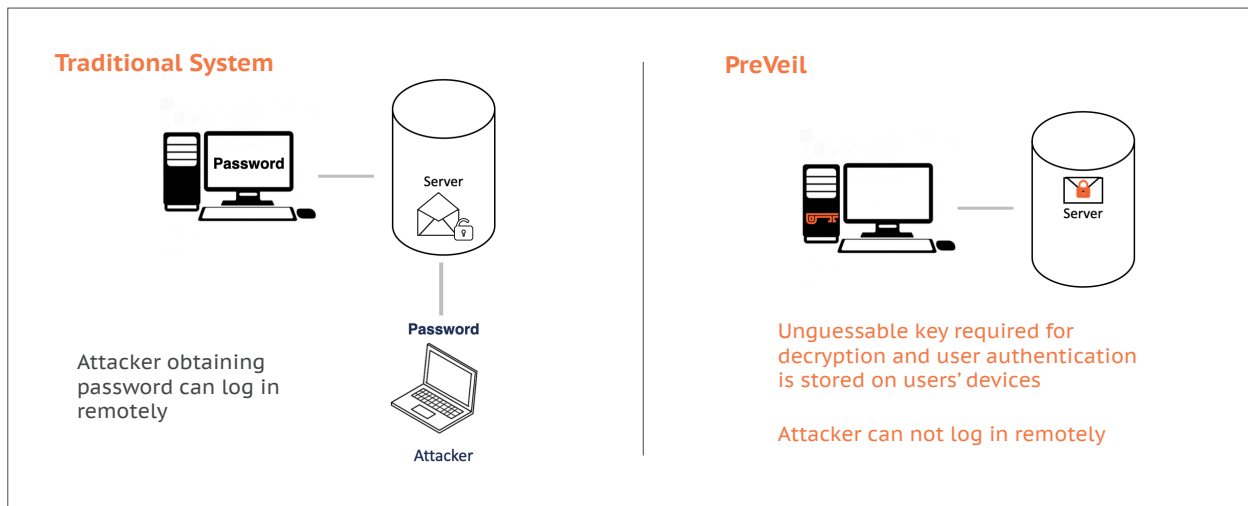 Traditional System
Password
Server
Password
Attacker
Attacker obtaining
password can log in
remotely
PreVeil
Server
Unguessable key required for
decryption and user authentication
is stored on users’ devices
Attacker can not log in remotely